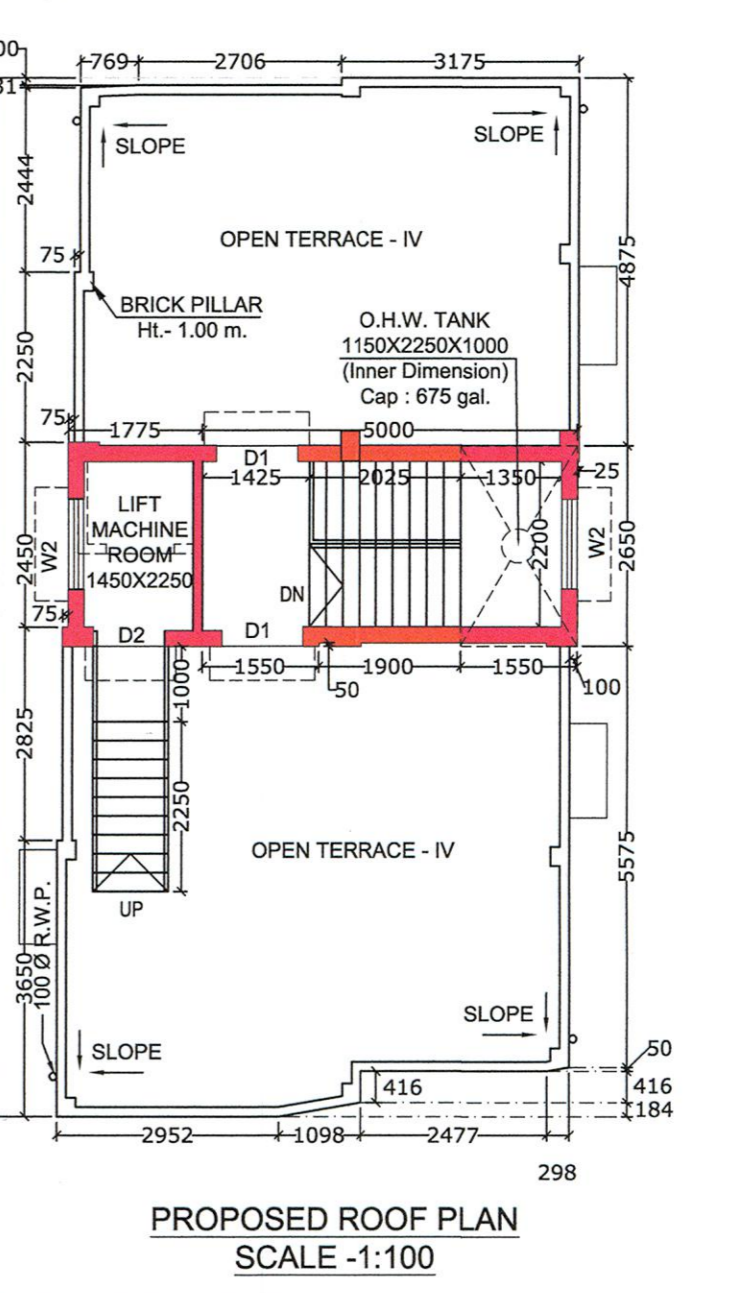 00
769
2706
3175
31
SLOPE
SLOPE
2444
OPEN TERRACE - IV
4875
75
BRICK PILLAR
Ht.- 1.00 m.
O.H.W. TANK
1150X2250X1000
(Inner Dimension)
Cap : 675 gal.
2250
75
1775
5000
D1
1425
2025
1350
25
LIFT
MACHINE
ROOM
1450X2250
W2
2450
2200
W2
2650
DN
75
D2
D1
1550
1900
1550
50
100
1000
2825
2250
OPEN TERRACE - IV
5575
UP
100 Ø R.W.P.
3650
SLOPE
SLOPE
50
416
416
184
2952
1098
2477
298
PROPOSED ROOF PLAN
SCALE -1:100